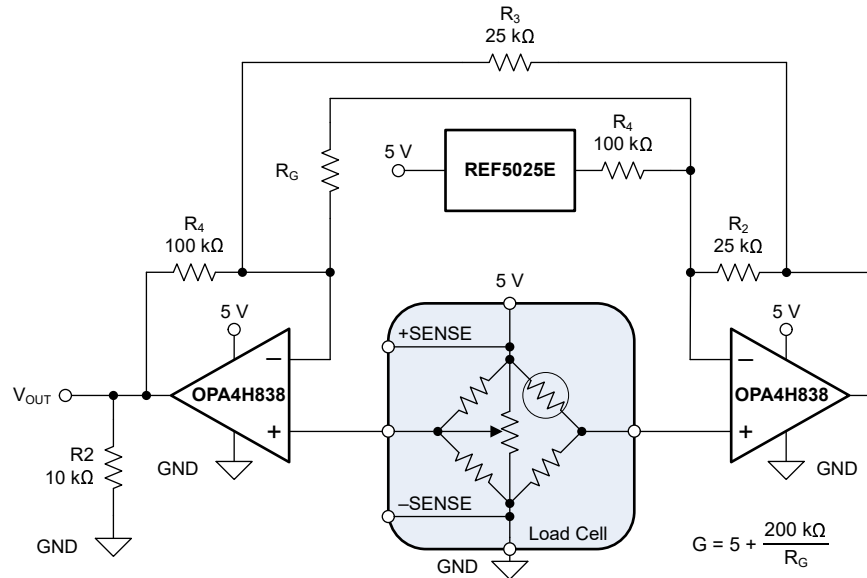 R3
25 kΩ
R4
100 kΩ
5 V
REF5025E
RG
R4
100 kΩ
R2
25 kΩ
5 V
5 V
5 V
+SENSE
OPA4H838
OPA4H838
VOUT
R2
10 kΩ
GND
GND
GND
–SENSE
Load Cell
GND
G = 5 + 200 kΩ / RG